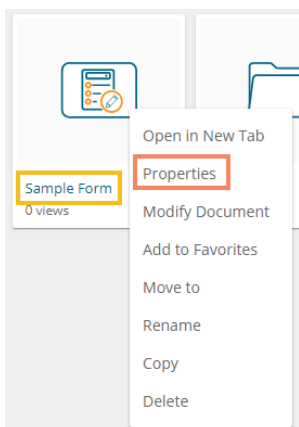 Sample Form
0 views
Open in New Tab
Properties
Modify Document
Add to Favorites
Move to
Rename
Copy
Delete